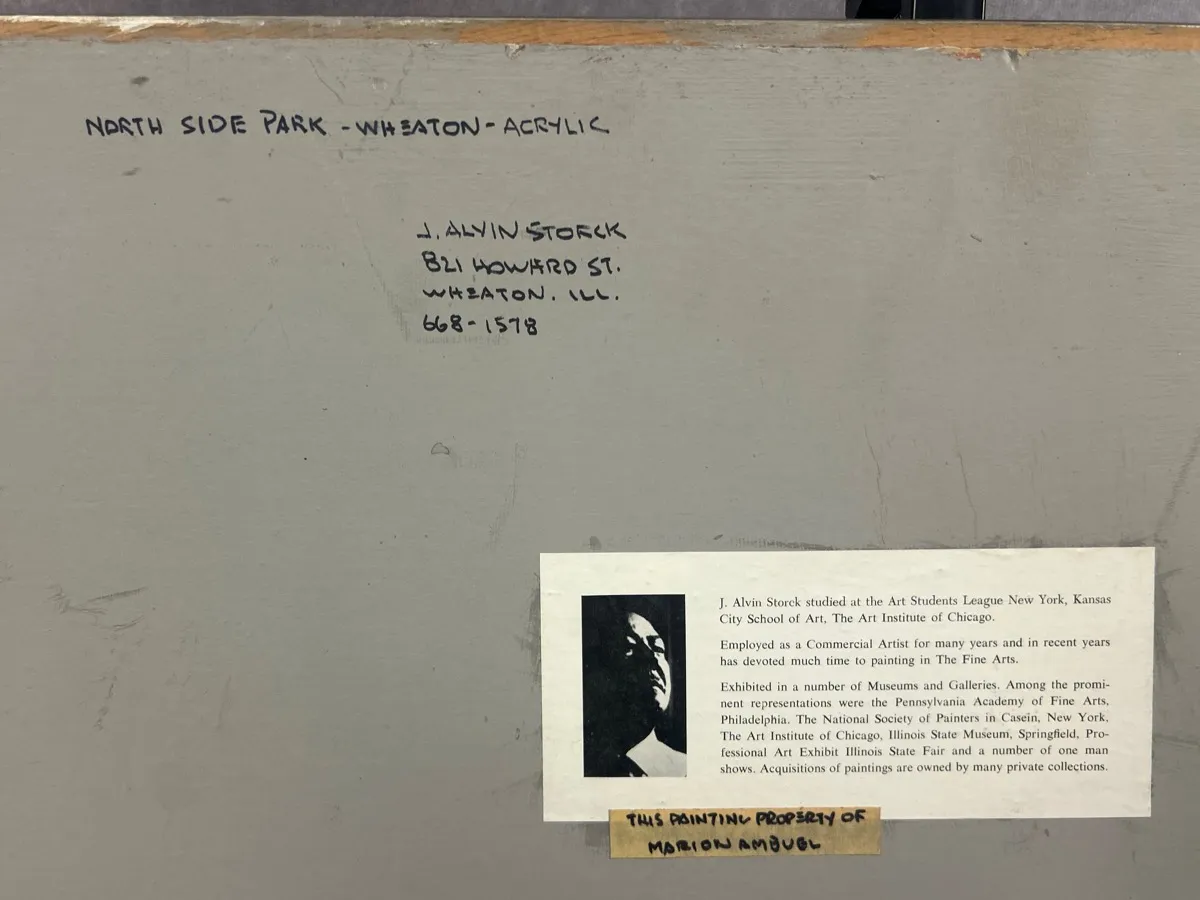 NORTH SIDE PARK - WHEATON - ACRYLIC
J. ALVIN STORCK
821 HOWARD ST.
WHEATON. ILL.
668-1578
J. Alvin Storck studied at the Art Students League New York, Kansas
City School of Art, The Art Institute of Chicago.
Employed as a Commercial Artist for many years and in recent years
has devoted much time to painting in The Fine Arts.
Exhibited in a number of Museums and Galleries. Among the promi-
nent representations were the Pennsylvania Academy of Fine Arts,
Philadelphia. The National Society of Painters in Casein, New York,
The Art Institute of Chicago, Illinois State Museum, Springfield, Pro-
fessional Art Exhibit Illinois State Fair and a number of one man
shows. Acquisitions of paintings are owned by many private collections.
THIS PAINTING PROPERTY OF
MARION AMBUEL